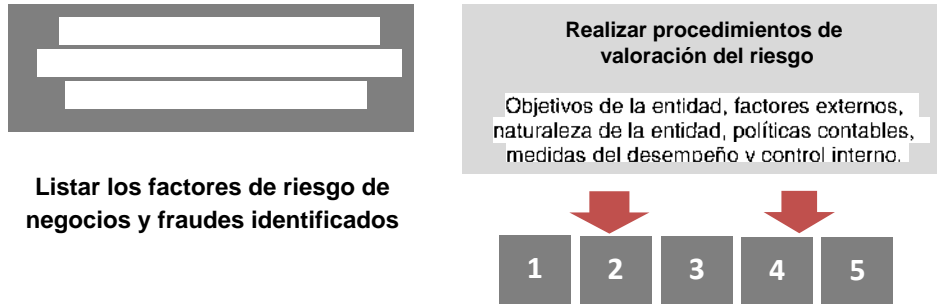 Listar los factores de riesgo de
negocios y fraudes identificados
Realizar procedimientos de
valoración del riesgo
Objetivos de la entidad, factores externos,
naturaleza de la entidad, políticas contables,
medidas del desempeño y control interno.
1 2 3 4 5